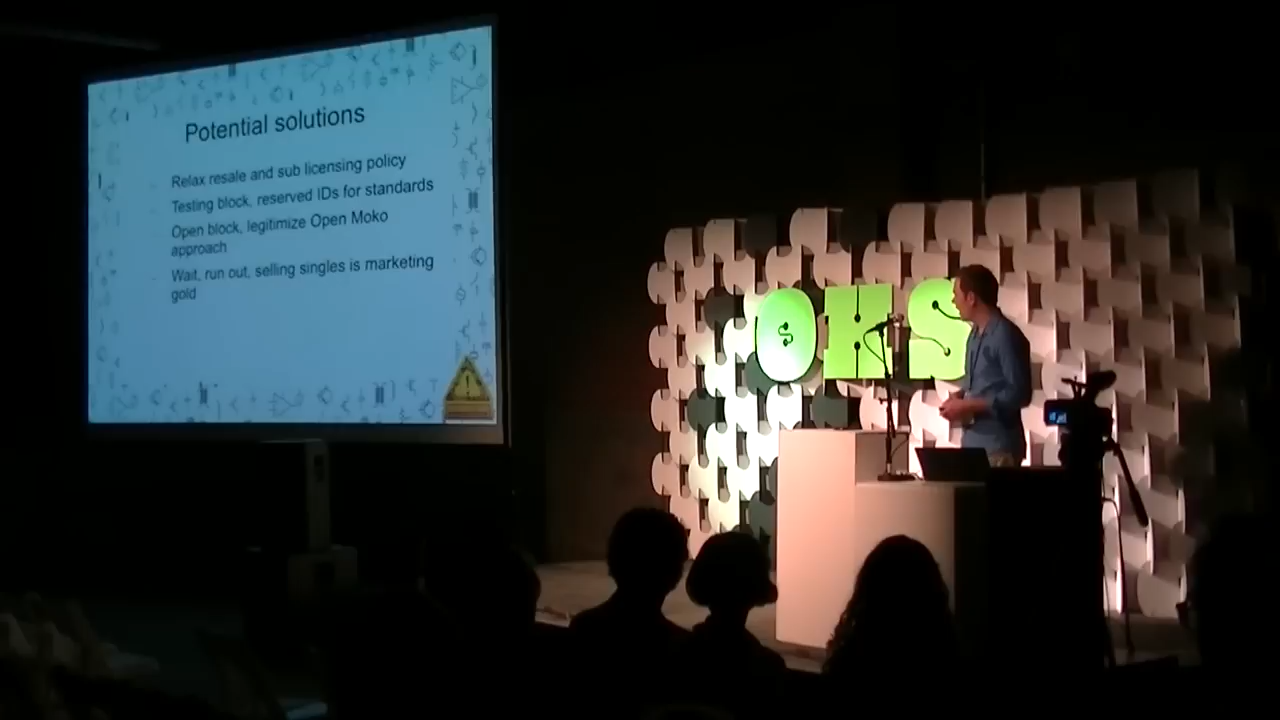 Potential solutions
Relax resale and sub licensing policy
Testing block, reserved IDs for standards
Open block, legitimize Open Moko
approach
Wait, run out, selling singles is marketing
gold
OHS